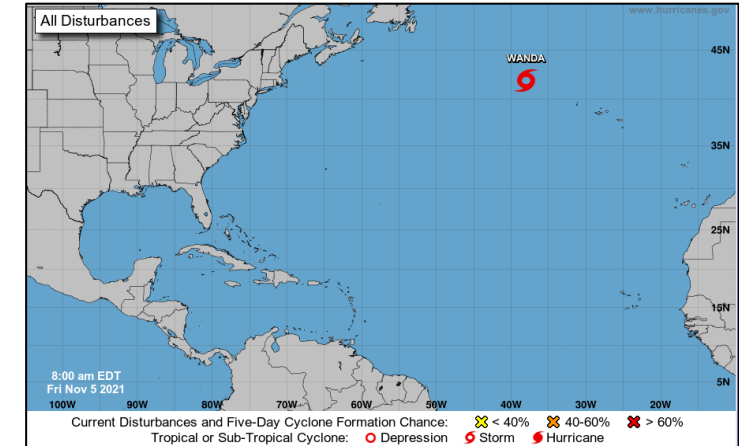 All Disturbances
www.hurricanes.gov
45N
WANDA
35N
25N
15N
8:00 am EDT
Fri Nov 5 2021
5N
100W 90W 80W 70W 60W 50W 40W 30W 20W
Current Disturbances and Five-Day Cyclone Formation Chance: < 40% 40-60% > 60%
Tropical or Sub-Tropical Cyclone: Depression Storm Hurricane